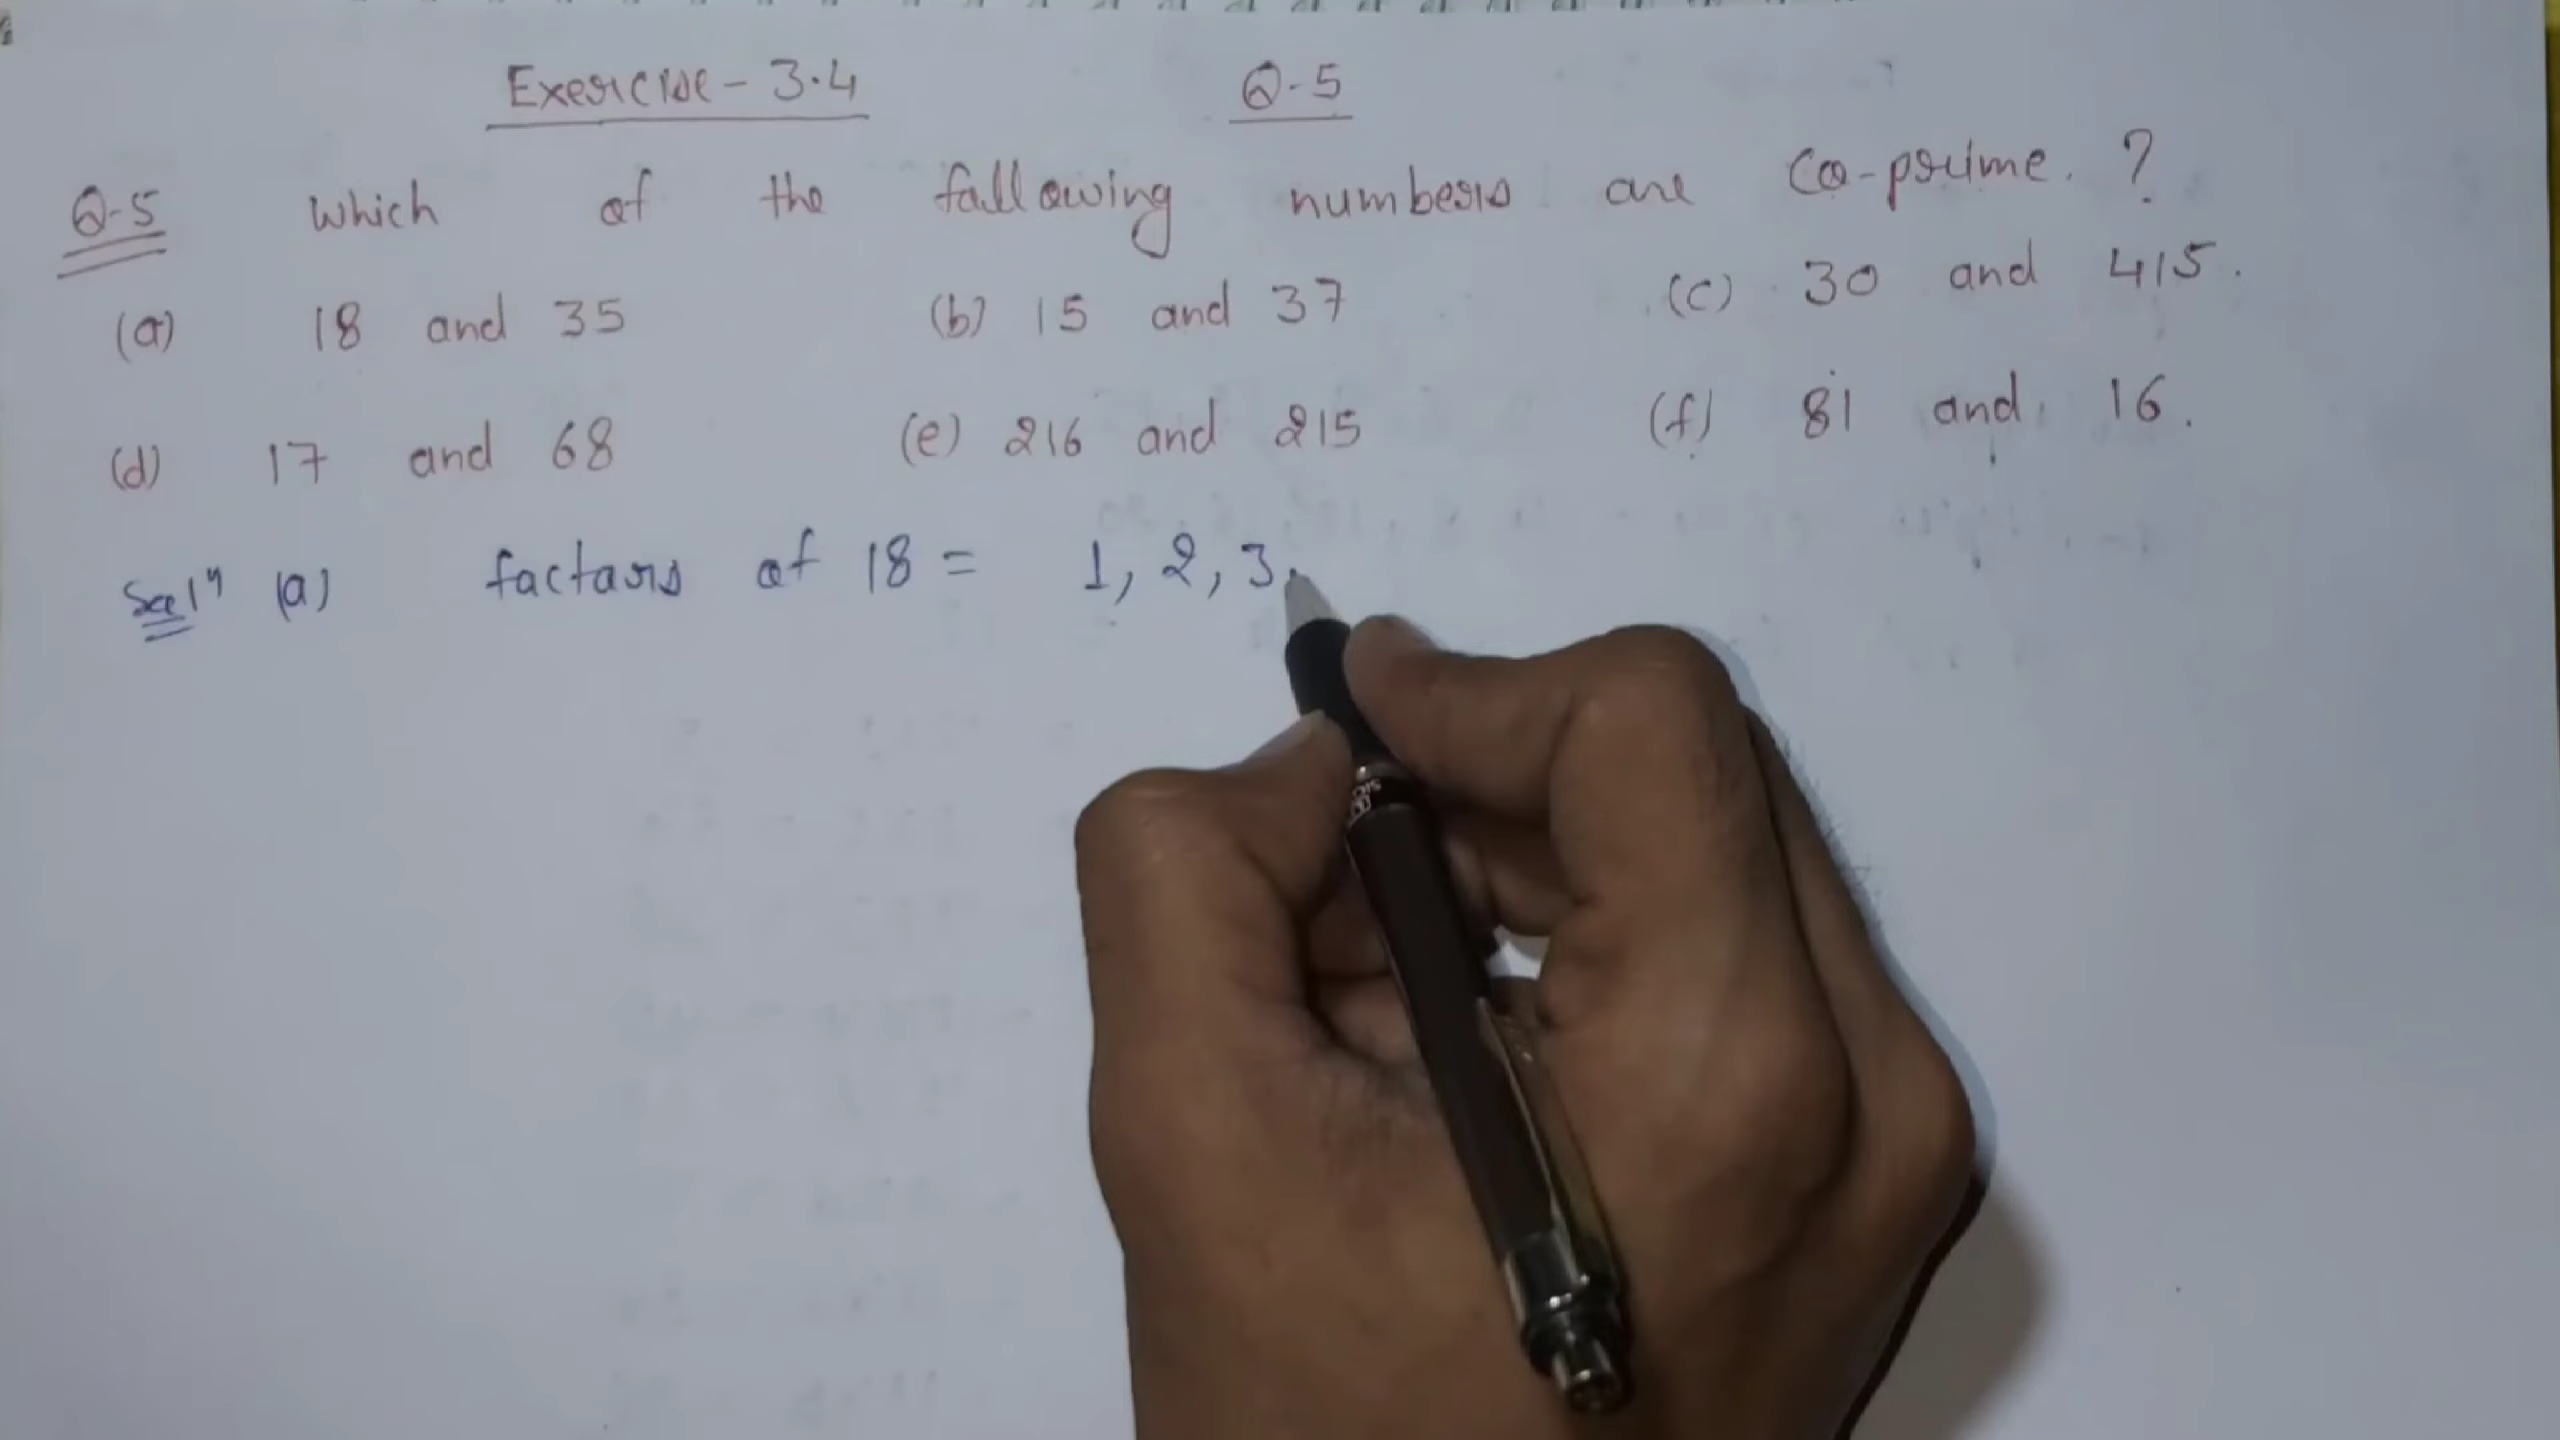 Exercise - 3.4 Q-5
Q-5 which of the following numbers are Co-prime. ?
(a) 18 and 35 (b) 15 and 37 (c) 30 and 415.
(d) 17 and 68 (e) 216 and 215 (f) 81 and 16.
Solⁿ (a) factors of 18 = 1, 2, 3,